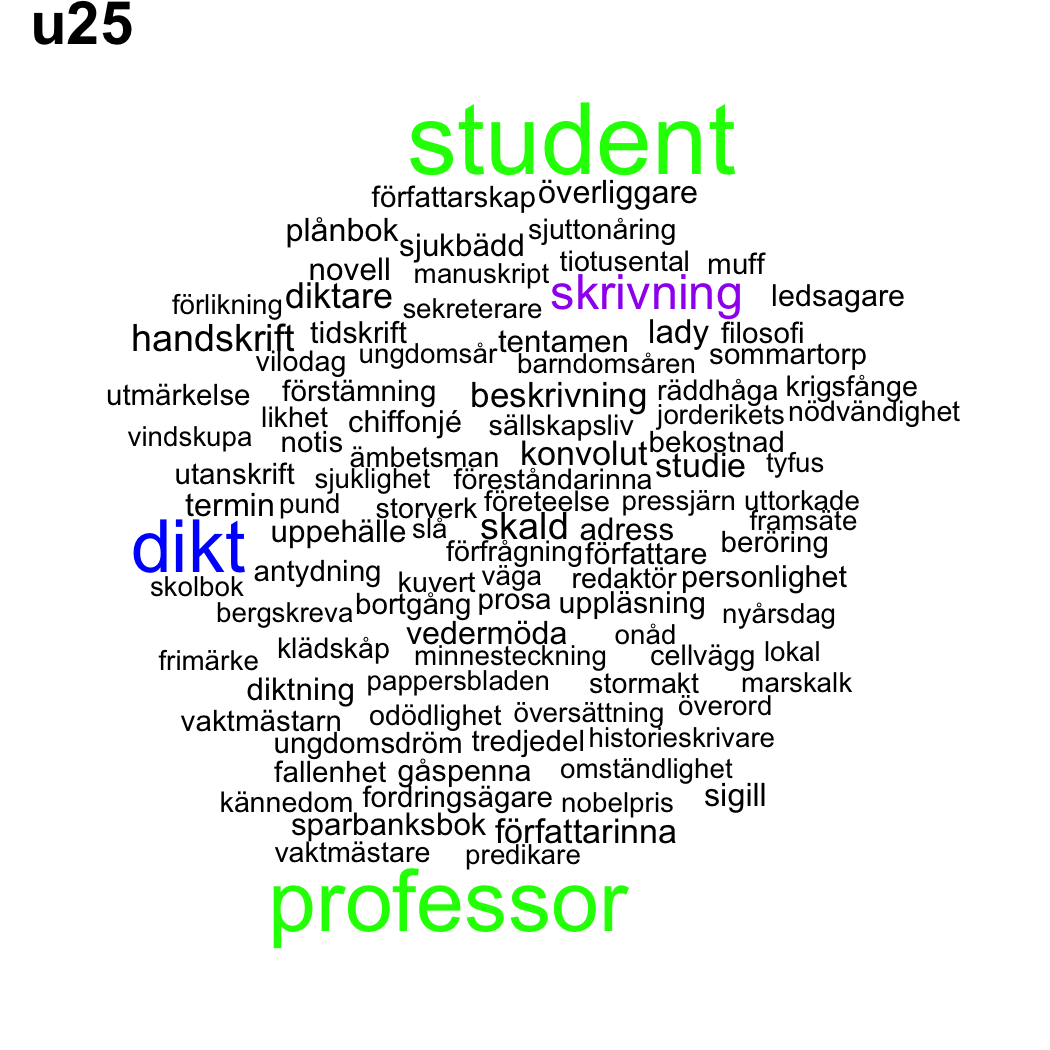 u25
student
författarskap överliggare
plånbok sjukbädd sjuttonåring
novell manuskript tiotusental muff
förlikning diktare sekreterare skrivning ledsagare
handskrift tidskrift tentamen lady filosofi
vilodag ungdomsår barndomsåren sommartorp
utmärkelse förstämning beskrivning räddhåga krigsfånge
likhet chiffonjé sällskapsliv jorderikets nödvändighet
vindskupa notis ämbetsman konvolut bekostnad
utanskrift sjuklighet föreståndarinna studie tyfus
termin pund storverk företeelse pressjärn uttorkade
dikt uppehälle slå skald adress framsäte
förfrågning författare beröring
skolbok antydning kuvert väga redaktör personlighet
bergskreva bortgång prosa uppläsning nyårsdag
vedermöda onåd
frimärke klädskåp minnesteckning cellvägg lokal
diktning pappersbladen stormakt marskalk
vaktmästarn odödlighet översättning överord
ungdomsdröm tredjedel historieskrivare
fallenhet gåspenna omständlighet
kännedom fordringsägare nobelpris sigill
sparbanksbok författarinna
vaktmästare predikare
professor